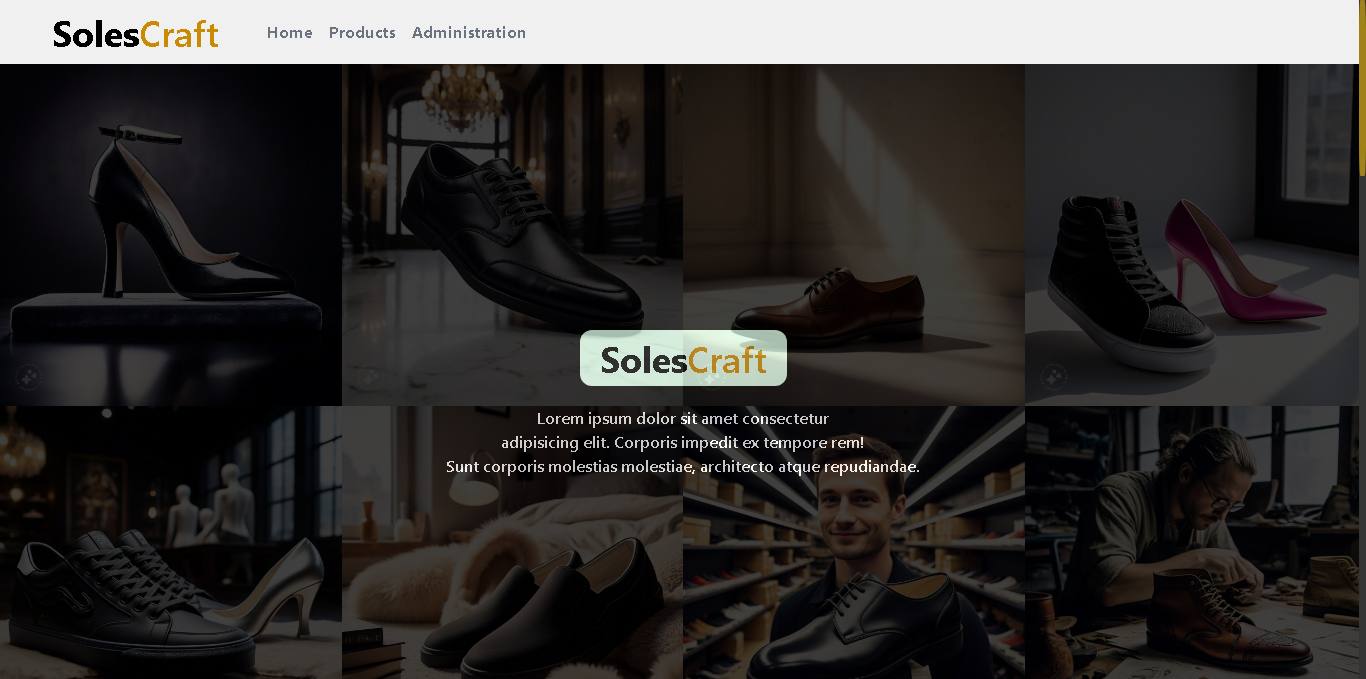 SolesCraft
Home Products Administration
SolesCraft
Lorem ipsum dolor sit amet consectetur
adipisicing elit. Corporis impedit ex tempore rem!
Sunt corporis molestias molestiae, architecto atque repudiandae.